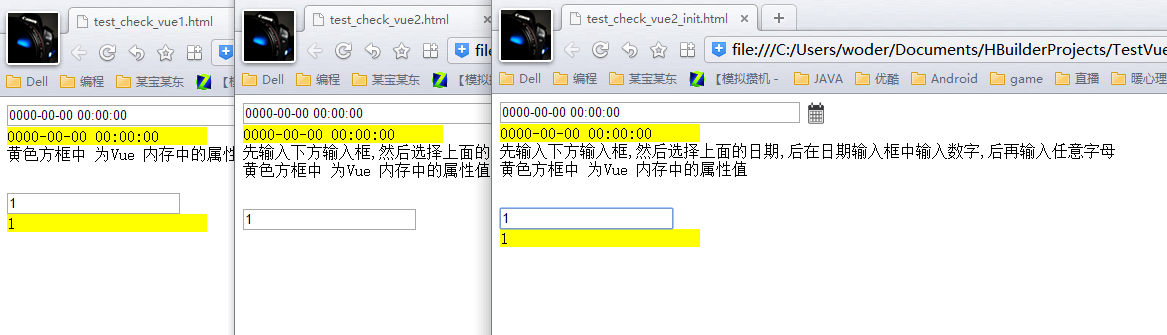 test_check_vue1.html
Dell 编程 某宝某东 【
0000-00-00 00:00:00
0000-00-00 00:00:00
黄色方框中 为Vue 内存中的属性
1
1
test_check_vue2.html
file
Dell 编程 某宝某东 【模拟
0000-00-00 00:00:00
0000-00-00 00:00:00
先输入下方输入框,然后选择上面的
黄色方框中 为Vue 内存中的属性值
1
test_check_vue2_init.html
file:///C:/Users/woder/Documents/HBuilderProjects/TestVue
Dell 编程 某宝某东 【模拟攒机 - JAVA 优酷 Android game 直播 暖心理
0000-00-00 00:00:00
0000-00-00 00:00:00
先输入下方输入框,然后选择上面的日期,后在日期输入框中输入数字,后再输入任意字母
黄色方框中 为Vue 内存中的属性值
1
1